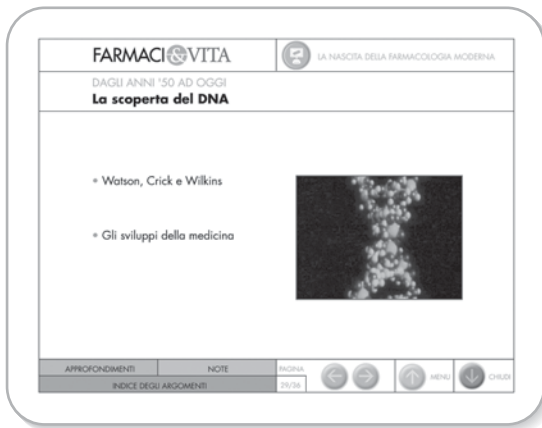 FARMACI&VITA
LA NASCITA DELLA FARMACOLOGIA MODERNA
DAGLI ANNI '50 AD OGGI
La scoperta del DNA
• Watson, Crick e Wilkins
• Gli sviluppi della medicina
APPROFONDIMENTI
NOTE
PAGINA
INDICE DEGLI ARGOMENTI
29/36
MENU
CHIUDI